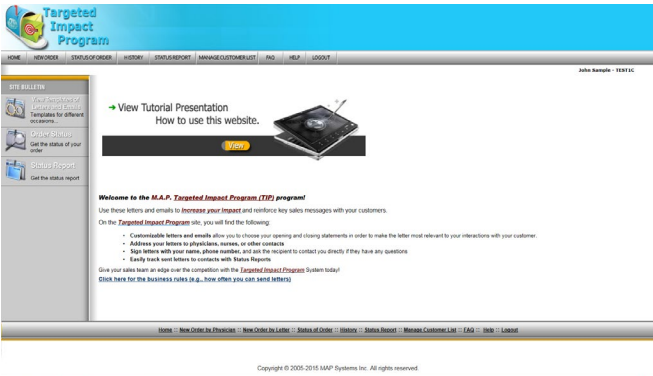 Targeted
Impact
Program
HOME NEW ORDER STATUS OF ORDER HISTORY STATUS REPORT MANAGE CUSTOMER LIST FAQ HELP LOGOUT
John Sample - TEST1C
SITE BULLETIN
View Templates of
Letters and Emails
Templates for different
occasions...
Order Status
Get the status of your
order
Status Report
Get the status report
View Tutorial Presentation
How to use this website.
View
Welcome to the M.A.P. Targeted Impact Program (TIP) program!
Use these letters and emails to Increase your impact and reinforce key sales messages with your customers.
On the Targeted Impact Program site, you will find the following:
• Customizable letters and emails allow you to choose your opening and closing statements in order to make the letter most relevant to your interactions with your customer.
• Address your letters to physicians, nurses, or other contacts
• Sign letters with your name, phone number, and ask the recipient to contact you directly if they have any questions
• Easily track sent letters to contacts with Status Reports
Give your sales team an edge over the competition with the Targeted Impact Program System today!
Click here for the business rules (e.g., how often you can send letters)
Home :: New Order by Physician :: New Order by Letter :: Status of Order :: History :: Status Report :: Manage Customer List :: FAQ :: Help :: Logout
Copyright © 2005-2015 MAP Systems Inc. All rights reserved.